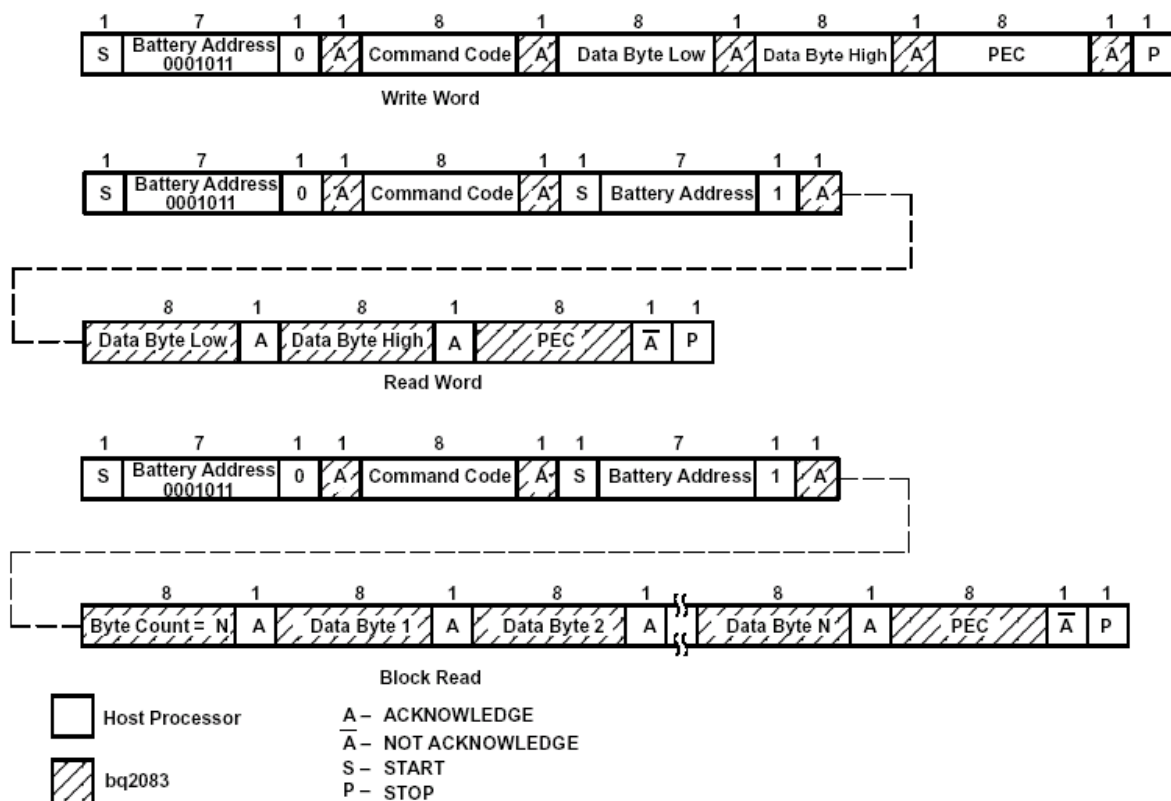 1 7 1 1 8 1 8 1 8 1 8 1 1
S Battery Address 0 A Command Code A Data Byte Low A Data Byte High A PEC A P
0001011
Write Word
1 7 1 1 8 1 1 7 1 1
S Battery Address 0 A Command Code A S Battery Address 1 A
0001011
8 1 8 1 8 1 1
Data Byte Low A Data Byte High A PEC A̅ P
Read Word
1 7 1 1 8 1 1 7 1 1
S Battery Address 0 A Command Code A S Battery Address 1 A
0001011
8 1 8 1 8 1 8 1 8 1 1
Byte Count = N A Data Byte 1 A Data Byte 2 A Data Byte N A PEC A̅ P
Block Read
Host Processor
A – ACKNOWLEDGE
A̅ – NOT ACKNOWLEDGE
S – START
bq2083
P – STOP